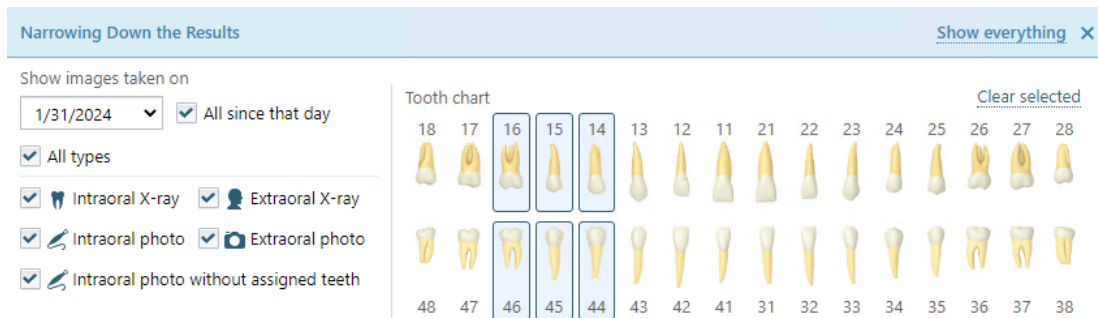 Narrowing Down the Results
Show everything
Show images taken on
1/31/2024
All since that day
All types
Intraoral X-ray
Extraoral X-ray
Intraoral photo
Extraoral photo
Intraoral photo without assigned teeth
Tooth chart
Clear selected
18 17 16 15 14 13 12 11 21 22 23 24 25 26 27 28
48 47 46 45 44 43 42 41 31 32 33 34 35 36 37 38